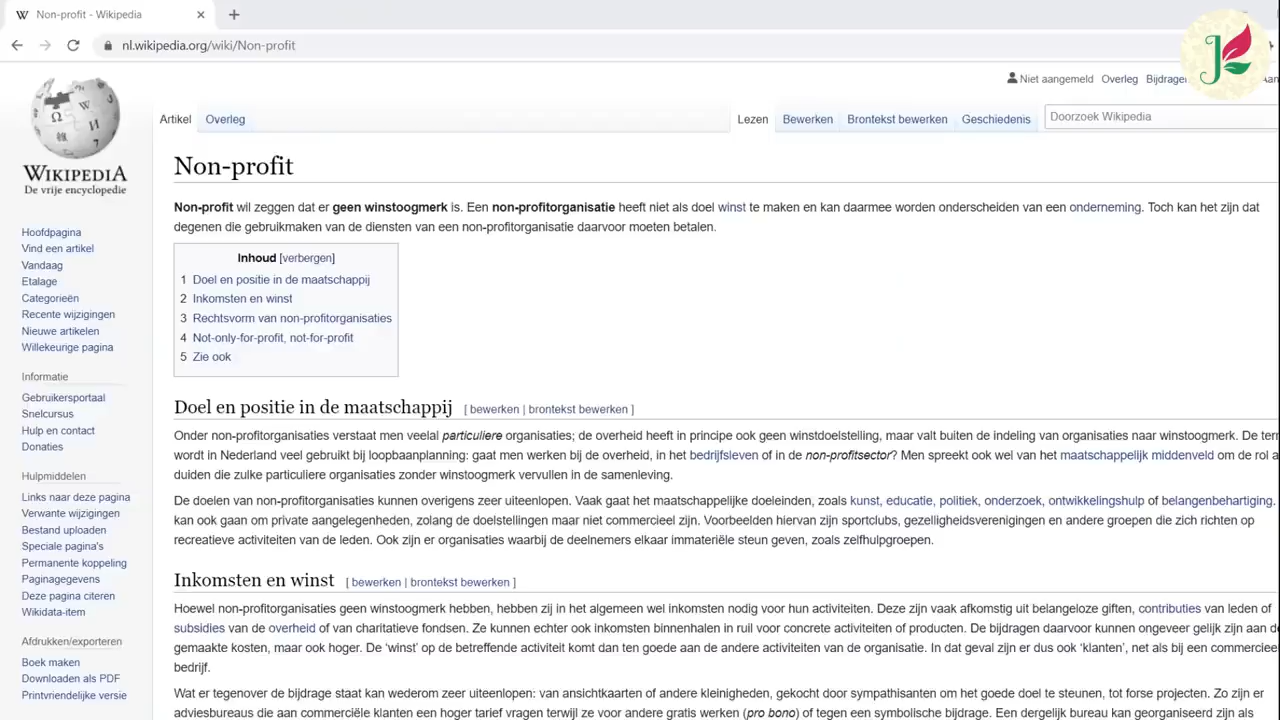 Non-profit - Wikipedia
nl.wikipedia.org/wiki/Non-profit
Niet aangemeld Overleg
Artikel Overleg Lezen Bewerken Brontekst bewerken Geschiedenis Doorzoek Wikipedia
WIKIPEDIA
De vrije encyclopedie
Hoofdpagina
Vind een artikel
Vandaag
Etalage
Categorieën
Recente wijzigingen
Nieuwe artikelen
Willekeurige pagina
Informatie
Gebruikersportaal
Snelcursus
Hulp en contact
Donaties
Hulpmiddelen
Links naar deze pagina
Verwante wijzigingen
Bestand uploaden
Speciale pagina's
Permanente koppeling
Paginagegevens
Deze pagina citeren
Wikidata-item
Afdrukken/exporteren
Boek maken
Downloaden als PDF
Printvriendelijke versie
Non-profit
Non-profit wil zeggen dat er geen winstoogmerk is. Een non-profitorganisatie heeft niet als doel winst te maken en kan daarmee worden onderscheiden van een onderneming. Toch kan het zijn dat
degenen die gebruikmaken van de diensten van een non-profitorganisatie daarvoor moeten betalen.
Inhoud [verbergen]
1 Doel en positie in de maatschappij
2 Inkomsten en winst
3 Rechtsvorm van non-profitorganisaties
4 Not-only-for-profit, not-for-profit
5 Zie ook
Doel en positie in de maatschappij [ bewerken | brontekst bewerken ]
Onder non-profitorganisaties verstaat men veelal particuliere organisaties; de overheid heeft in principe ook geen winstdoelstelling, maar valt buiten de indeling van organisaties naar winstoogmerk. De
wordt in Nederland veel gebruikt bij loopbaanplanning: gaat men werken bij de overheid, in het bedrijfsleven of in de non-profitsector? Men spreekt ook wel van het maatschappelijk middenveld om de rol
duiden die zulke particuliere organisaties zonder winstoogmerk vervullen in de samenleving.
De doelen van non-profitorganisaties kunnen overigens zeer uiteenlopen. Vaak gaat het maatschappelijke doeleinden, zoals kunst, educatie, politiek, onderzoek, ontwikkelingshulp of belangenbehartiging.
kan ook gaan om private aangelegenheden, zolang de doelstellingen maar niet commercieel zijn. Voorbeelden hiervan zijn sportclubs, gezelligheidsverenigingen en andere groepen die zich richten op
recreatieve activiteiten van de leden. Ook zijn er organisaties waarbij de deelnemers elkaar immateriële steun geven, zoals zelfhulpgroepen.
Inkomsten en winst [ bewerken | brontekst bewerken ]
Hoewel non-profitorganisaties geen winstoogmerk hebben, hebben zij in het algemeen wel inkomsten nodig voor hun activiteiten. Deze zijn vaak afkomstig uit belangeloze giften, contributies van leden of
subsidies van de overheid of van charitatieve fondsen. Ze kunnen echter ook inkomsten binnenhalen in ruil voor concrete activiteiten of producten. De bijdragen daarvoor kunnen ongeveer gelijk zijn aan
gemaakte kosten, maar ook hoger. De ‘winst’ op de betreffende activiteit komt dan ten goede aan de andere activiteiten van de organisatie. In dat geval zijn er dus ook ‘klanten’, net als bij een commerciee
bedrijf.
Wat er tegenover de bijdrage staat kan wederom zeer uiteenlopen: van ansichtkaarten of andere kleinigheden, gekocht door sympathisanten om het goede doel te steunen, tot forse projecten. Zo zijn er
adviesbureaus die aan commerciële klanten een hoger tarief vragen terwijl ze voor andere gratis werken (pro bono) of tegen een symbolische bijdrage. Een dergelijk bureau kan georganiseerd zijn als